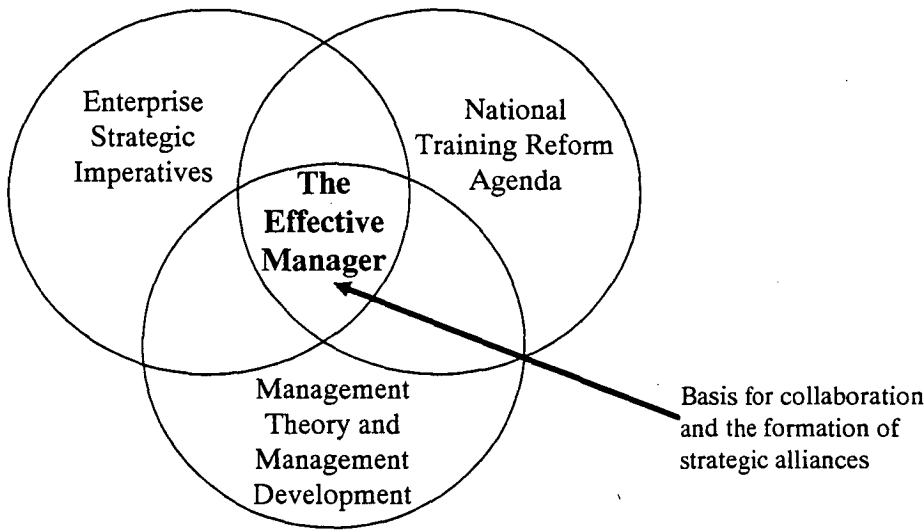 Enterprise
Strategic
Imperatives
National
Training Reform
Agenda
The
Effective
Manager
Management
Theory and
Management
Development
Basis for collaboration
and the formation of
strategic alliances